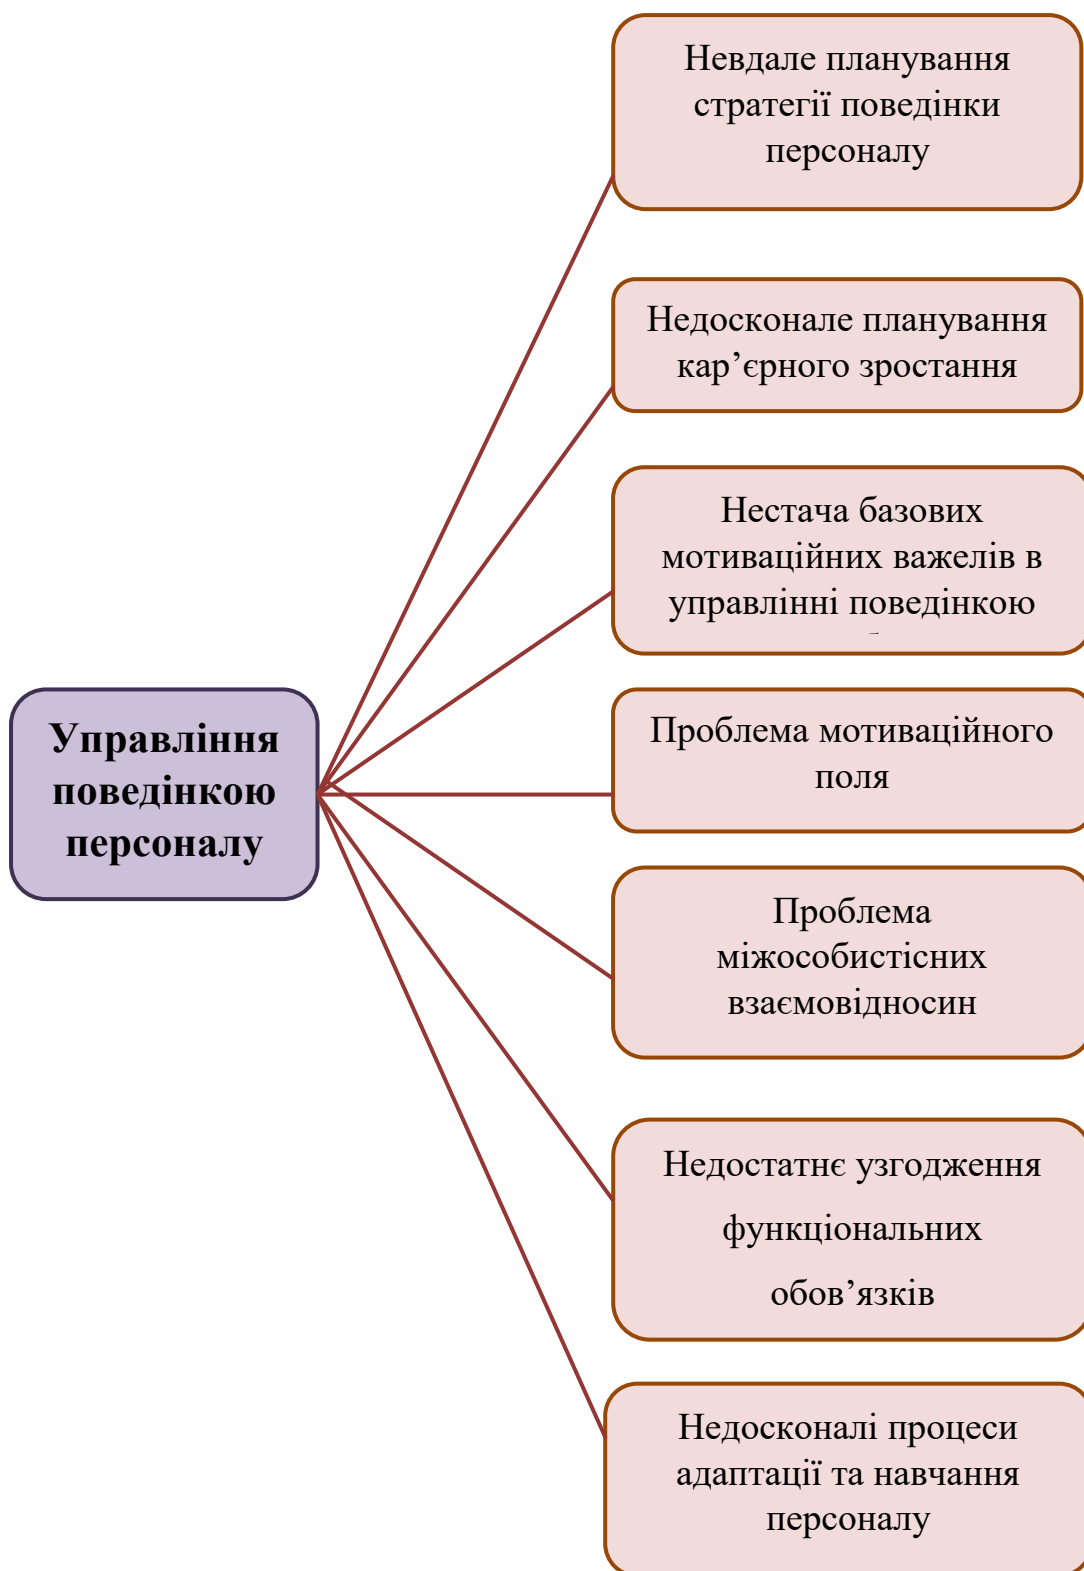 Невдале планування
стратегії поведінки
персоналу
Недосконале планування
кар’єрного зростання
Нестача базових
мотиваційних важелів в
управлінні поведінкою
Управління
поведінкою
персоналу
Проблема мотиваційного
поля
Проблема
міжособистісних
взаємовідносин
Недостатнє узгодження
функціональних
обов’язків
Недосконалі процеси
адаптації та навчання
персоналу